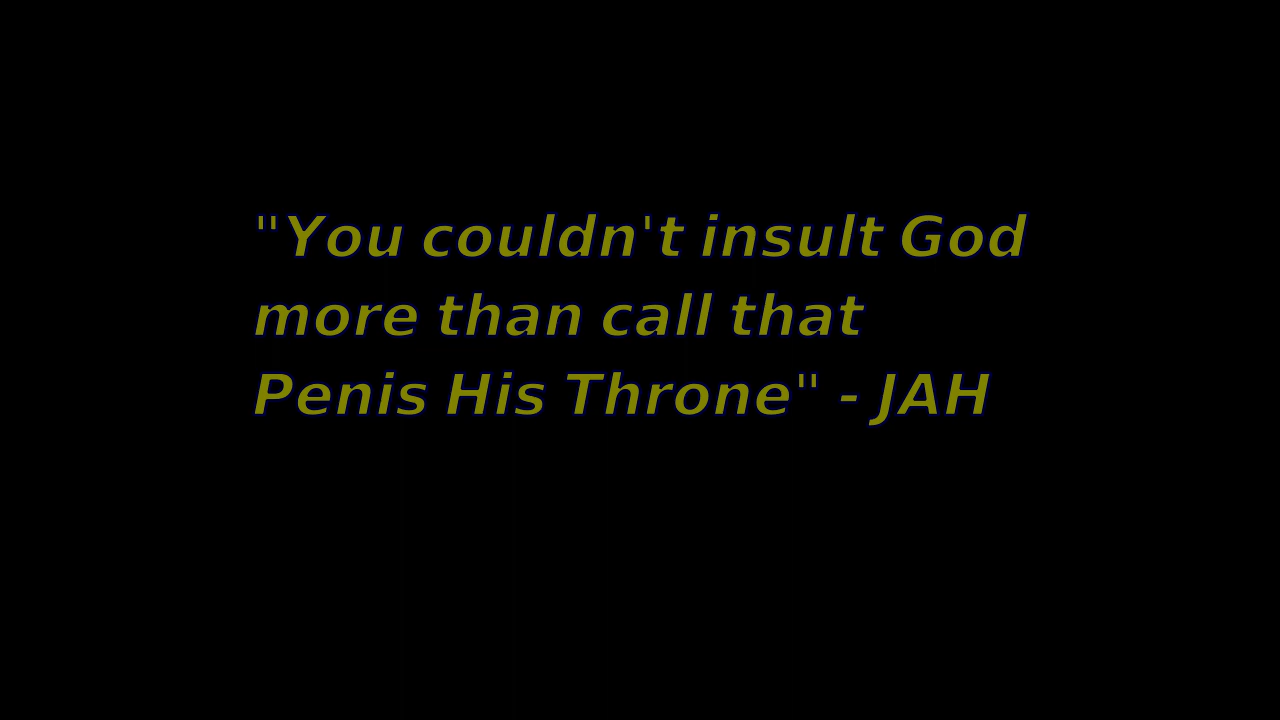 "You couldn't insult God
more than call that
Penis His Throne" - JAH